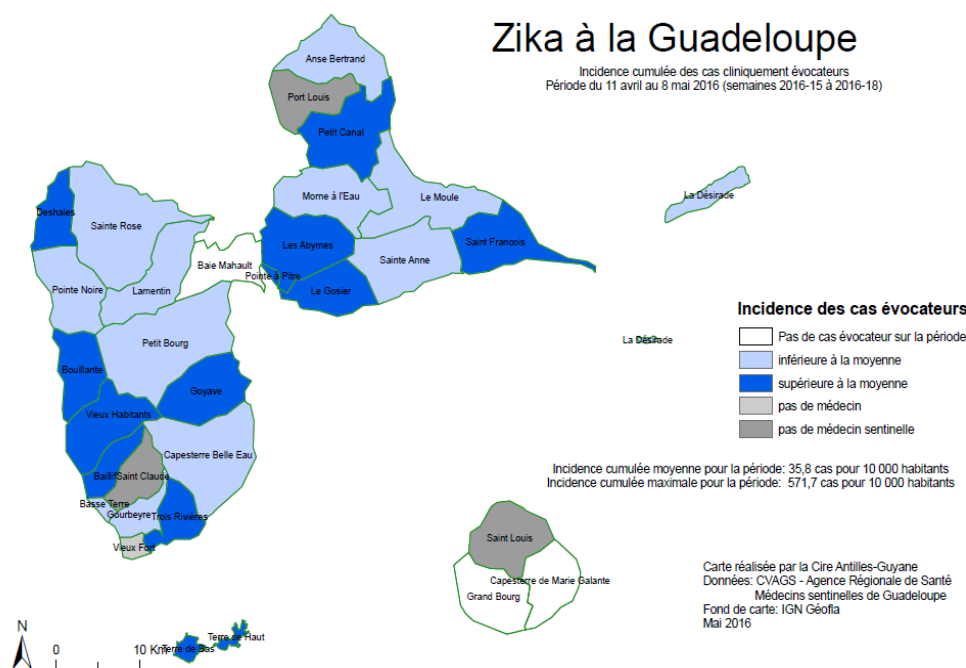 Zika à la Guadeloupe
Incidence cumulée des cas cliniquement évocateurs
Période du 11 avril au 8 mai 2016 (semaines 2016-15 à 2016-18)
Anse Bertrand
Port Louis
Petit Canal
Morne à l'Eau
Le Moule
La Désirade
Deshaies
Sainte Rose
Les Abymes
Saint Francois
Baie Mahault
Sainte Anne
Pointe à Pitre
Pointe Noire
Lamentin
Le Gosier
Petit Bourg
La Désirade
Bouillante
Goyave
Vieux Habitants
Capesterre Belle Eau
Baillif
Saint Claude
Basse Terre
Gourbeyre
Trois Rivières
Vieux Fort
Terre de Haut
Terre de Bas
Incidence des cas évocateurs
Pas de cas évocateur sur la période
inférieure à la moyenne
supérieure à la moyenne
pas de médecin
pas de médecin sentinelle
Incidence cumulée moyenne pour la période: 35,8 cas pour 10 000 habitants
Incidence cumulée maximale pour la période: 571,7 cas pour 10 000 habitants
Saint Louis
Capesterre de Marie Galante
Grand Bourg
Carte réalisée par la Cire Antilles-Guyane
Données: CVAGS - Agence Régionale de Santé
Médecins sentinelles de Guadeloupe
Fond de carte: IGN Géofla
Mai 2016
N
0 10 Km